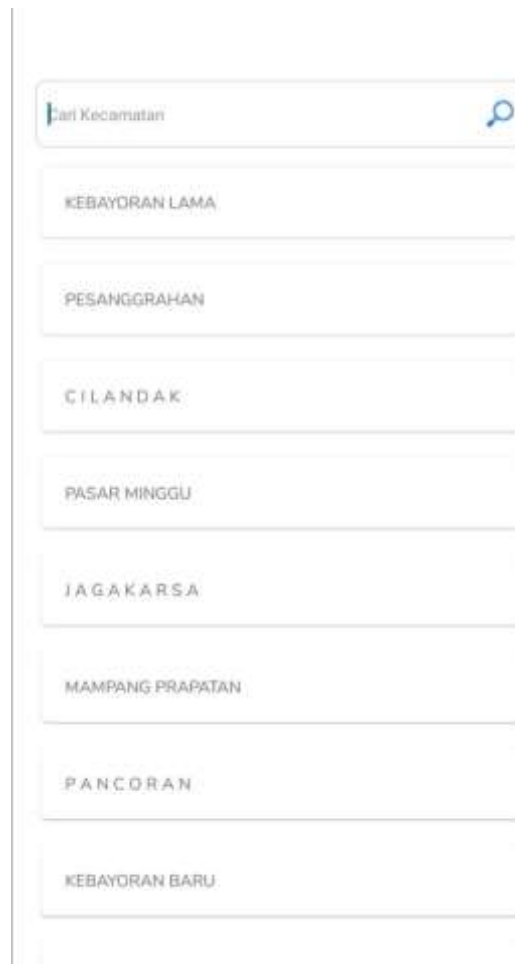 Cari Kecamatan
KEBAYORAN LAMA
PESANGGRAHAN
C I L A N D A K
PASAR MINGGU
J A G A K A R S A
MAMPANG PRAPATAN
P A N C O R A N
KEBAYORAN BARU